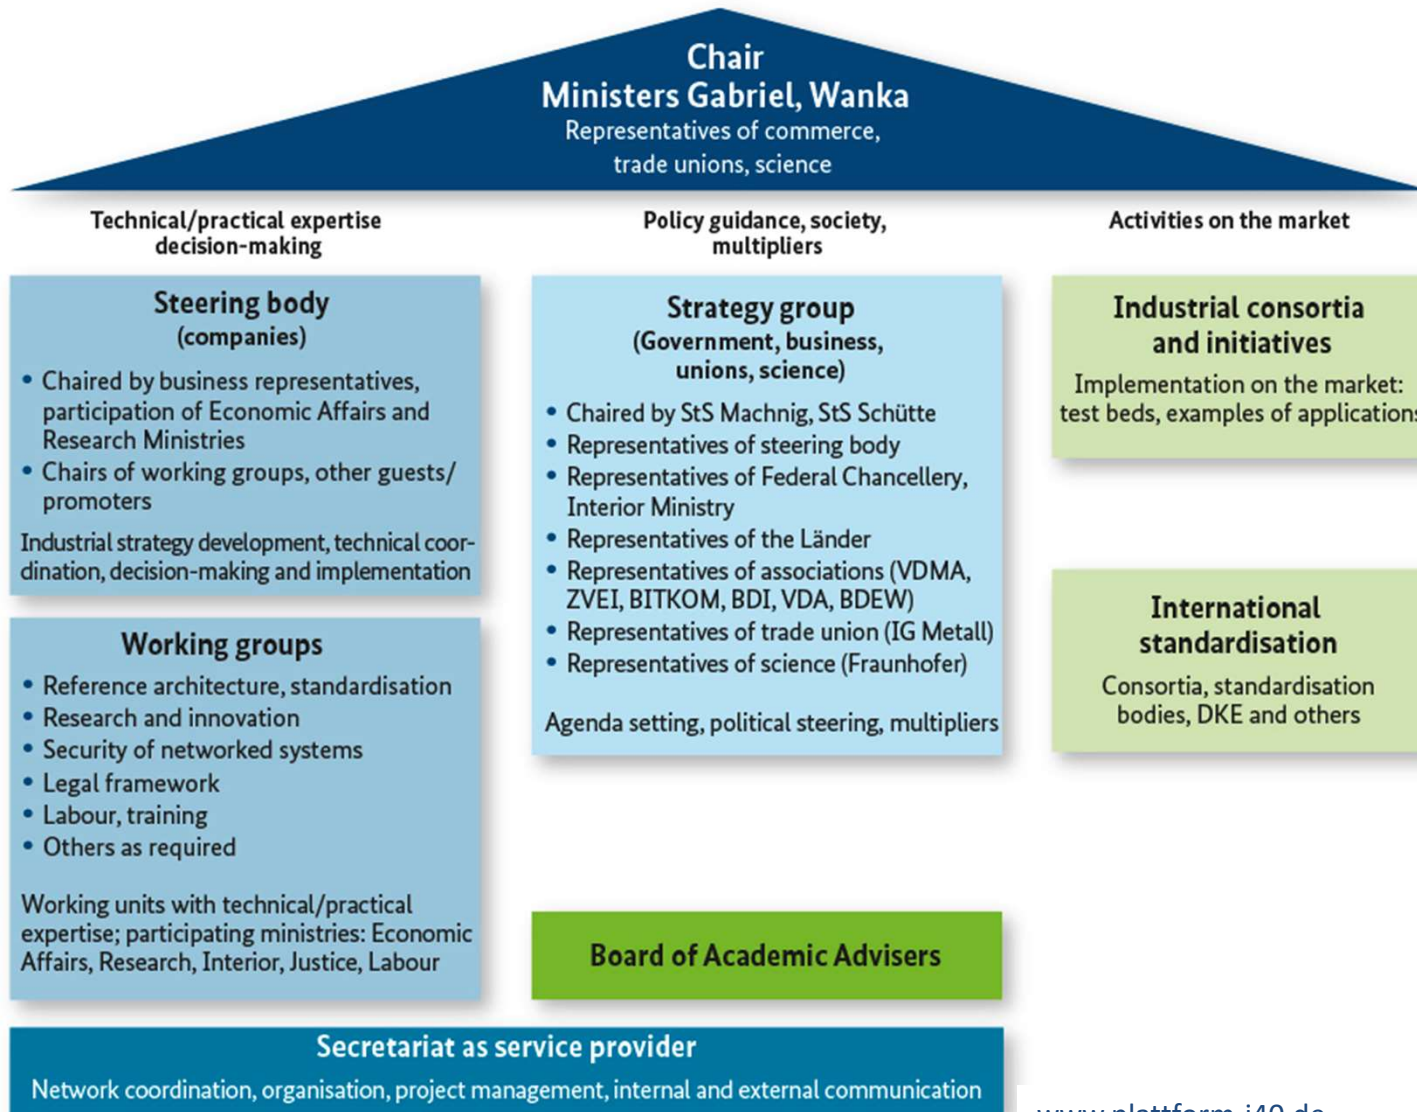 Chair
Ministers Gabriel, Wanka
Representatives of commerce,
trade unions, science
Technical/practical expertise
decision-making
Steering body
(companies)
• Chaired by business representatives,
participation of Economic Affairs and
Research Ministries
• Chairs of working groups, other guests/
promoters
Industrial strategy development, technical coor-
dination, decision-making and implementation
Working groups
• Reference architecture, standardisation
• Research and innovation
• Security of networked systems
• Legal framework
• Labour, training
• Others as required
Working units with technical/practical
expertise; participating ministries: Economic
Affairs, Research, Interior, Justice, Labour
Policy guidance, society,
multipliers
Strategy group
(Government, business,
unions, science)
• Chaired by StS Machnig, StS Schütte
• Representatives of steering body
• Representatives of Federal Chancellery,
Interior Ministry
• Representatives of the Länder
• Representatives of associations (VDMA,
ZVEI, BITKOM, BDI, VDA, BDEW)
• Representatives of trade union (IG Metall)
• Representatives of science (Fraunhofer)
Agenda setting, political steering, multipliers
Board of Academic Advisers
Activities on the market
Industrial consortia
and initiatives
Implementation on the market:
test beds, examples of applications
International
standardisation
Consortia, standardisation
bodies, DKE and others
Secretariat as service provider
Network coordination, organisation, project management, internal and external communication
www.plattform-i40.de